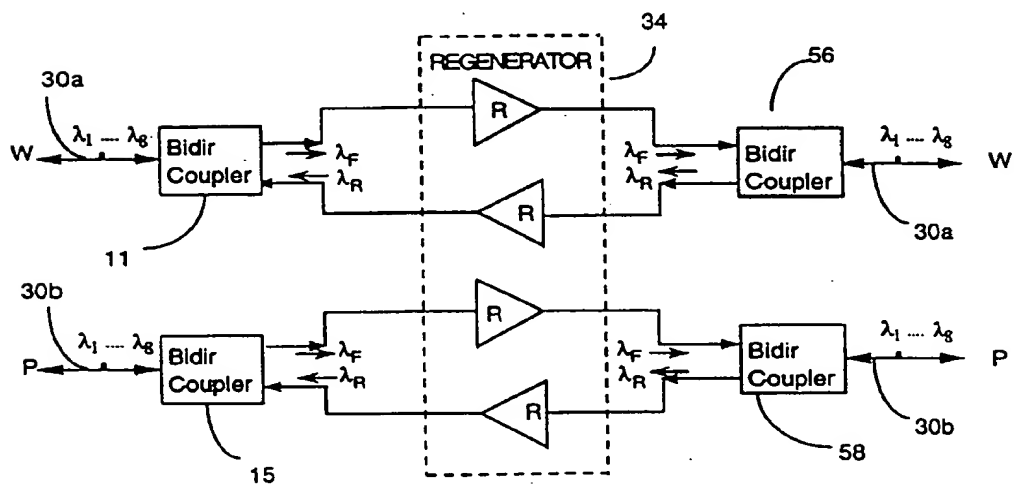 34
REGENERATOR
56
30a
λ1 .... λ8
W
Bidir
Coupler
λF
λR
R
R
λF
λR
Bidir
Coupler
λ1 .... λ8
W
30a
11
30b
λ1 .... λ8
P
Bidir
Coupler
λF
λR
R
R
λF
λR
Bidir
Coupler
λ1 .... λ8
P
30b
15
58